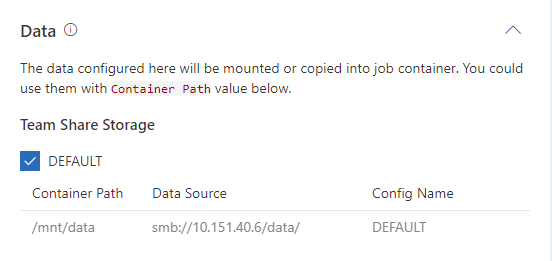 Data
The data configured here will be mounted or copied into job container. You could
use them with Container Path value below.
Team Share Storage
DEFAULT
Container Path Data Source Config Name
/mnt/data smb://10.151.40.6/data/ DEFAULT